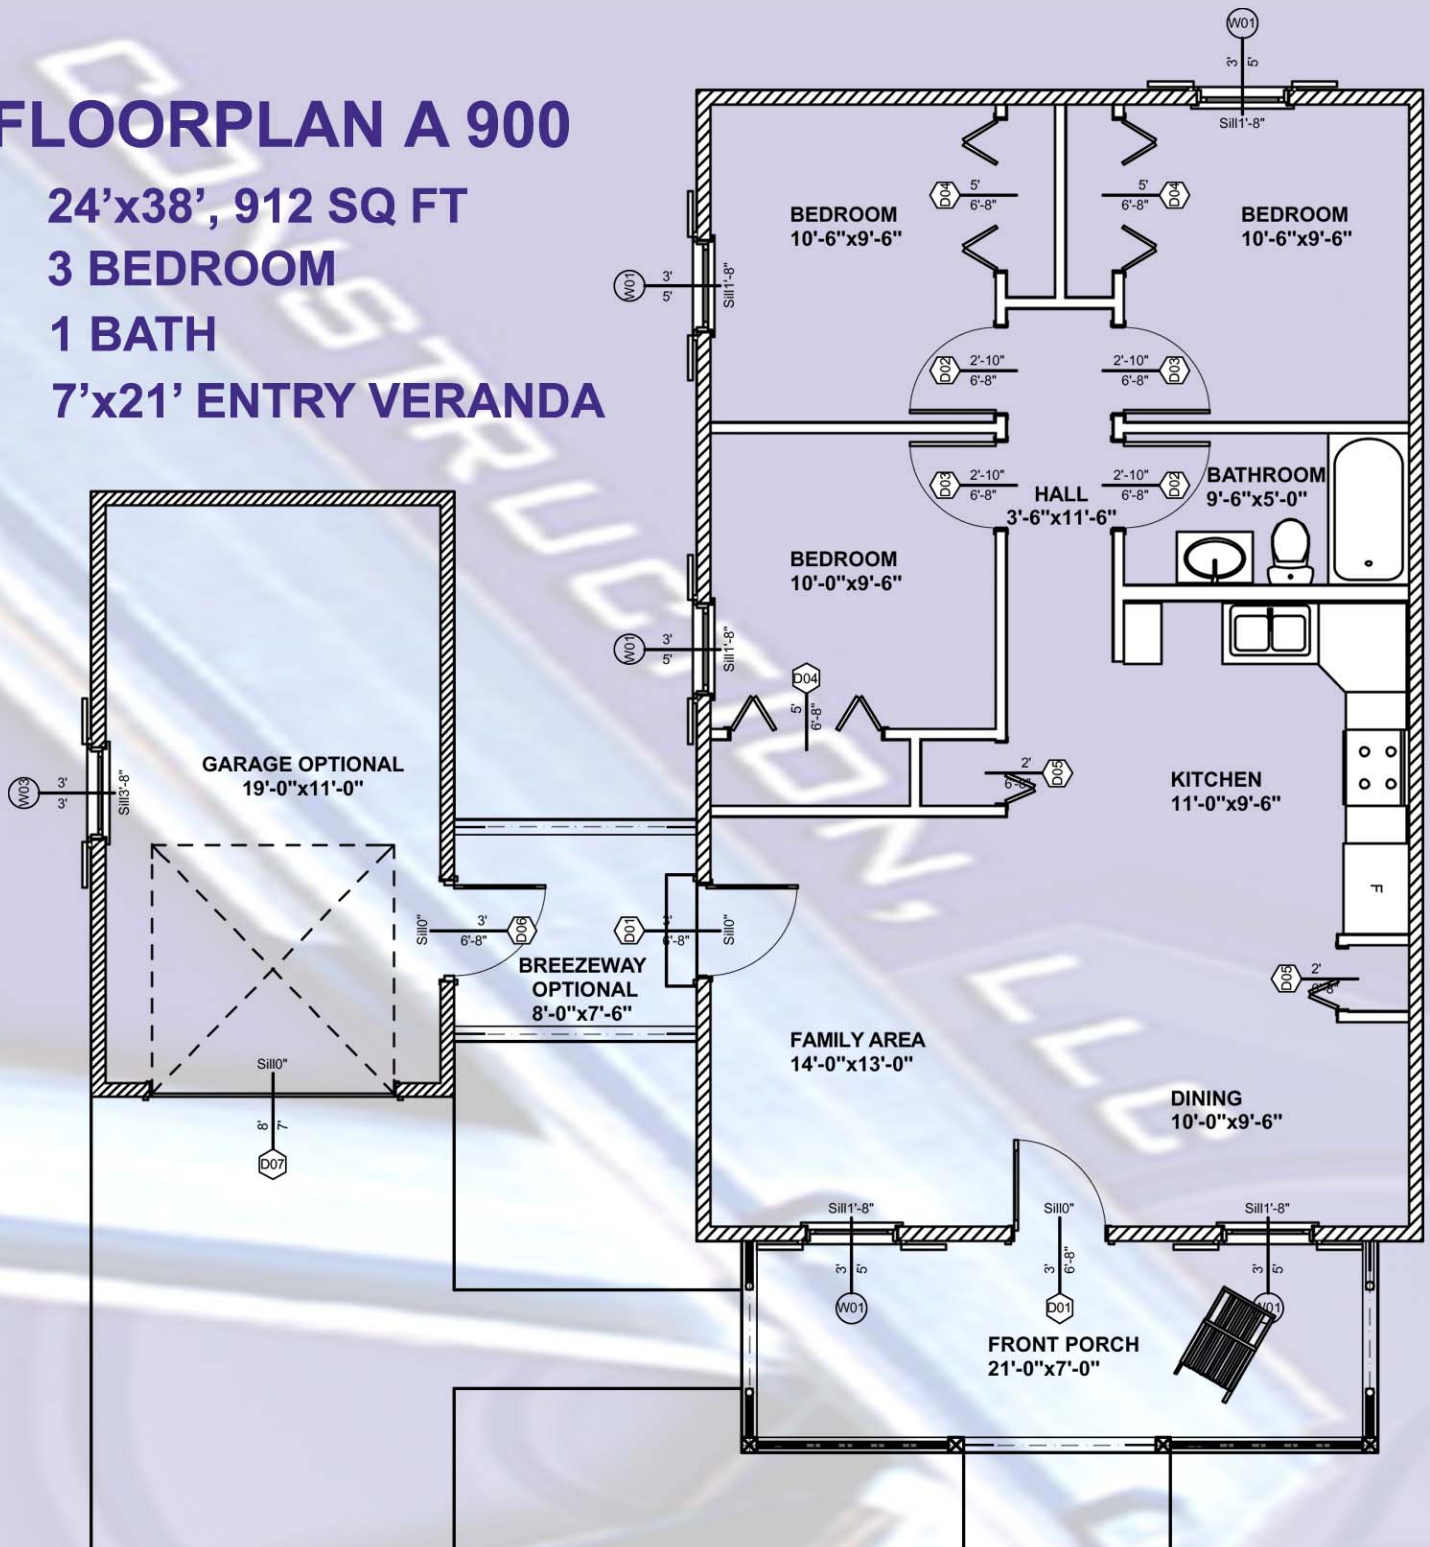 FLOORPLAN A 900
24'x38', 912 SQ FT
3 BEDROOM
1 BATH
7'x21' ENTRY VERANDA
CONSTRUCTION, LLC
W01
3'
5'
Sill1'-8"
BEDROOM
10'-6"x9'-6"
D04
5'
6'-8"
5'
6'-8"
D04
BEDROOM
10'-6"x9'-6"
W01
3'
5'
Sill1'-8"
D02
2'-10"
6'-8"
2'-10"
6'-8"
D03
D03
2'-10"
6'-8"
2'-10"
6'-8"
D02
HALL
3'-6"x11'-6"
BATHROOM
9'-6"x5'-0"
BEDROOM
10'-0"x9'-6"
W01
3'
5'
Sill1'-8"
D04
5'
6'-8"
2'
6'-8"
D05
KITCHEN
11'-0"x9'-6"
F
GARAGE OPTIONAL
19'-0"x11'-0"
W03
3'
3'
Sill3'-8"
Sill0"
3'
6'-8"
D06
D01
3'
6'-8"
Sill0"
BREEZEWAY
OPTIONAL
8'-0"x7'-6"
D05
2'
6'-8"
FAMILY AREA
14'-0"x13'-0"
DINING
10'-0"x9'-6"
Sill0"
8'
7'
D07
Sill1'-8"
3'
5'
W01
Sill0"
3'
6'-8"
D01
Sill1'-8"
3'
5'
W01
FRONT PORCH
21'-0"x7'-0"